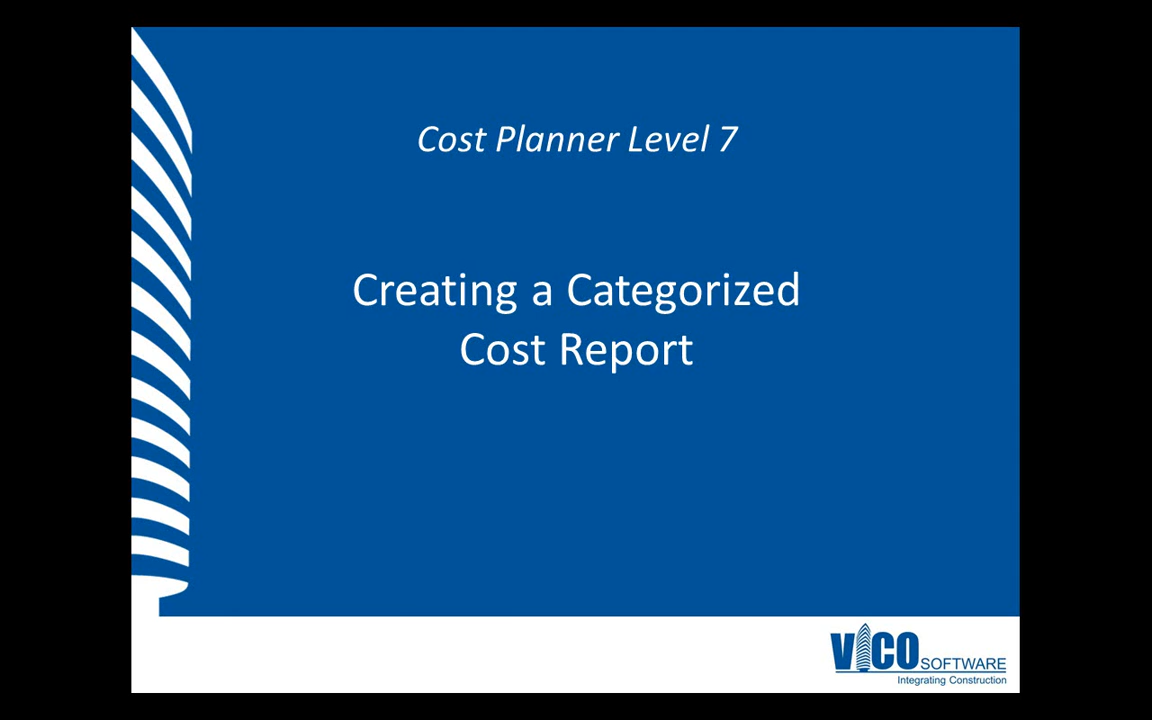 Cost Planner Level 7
Creating a Categorized
Cost Report
VICO SOFTWARE
Integrating Construction